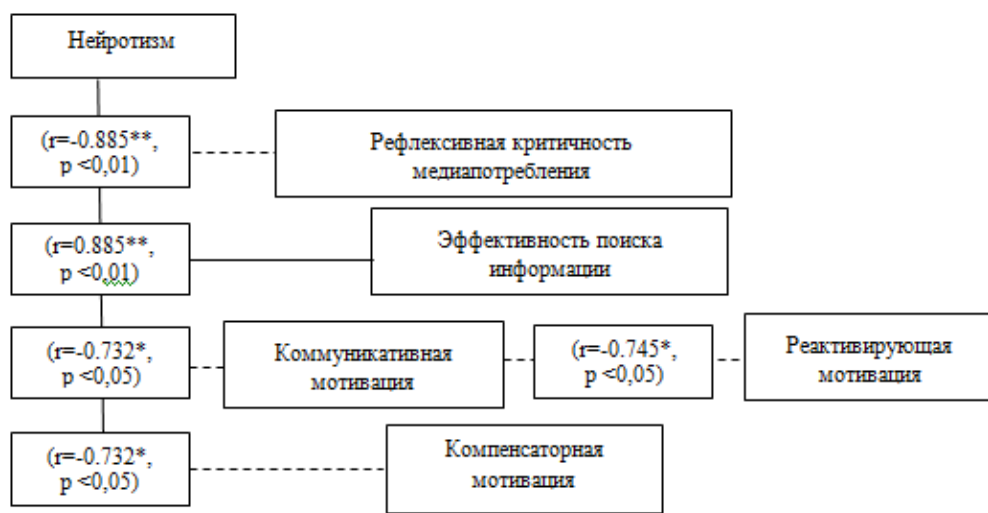 Нейротизм
(r=-0.885**,
p <0,01)
Рефлексивная критичность
медиапотребления
(r=0.885**,
p <0,01)
Эффективность поиска
информации
(r=-0.732*,
p <0,05)
Коммуникативная
мотивация
(r=-0.745*,
p <0,05)
Реактивирующая
мотивация
(r=-0.732*,
p <0,05)
Компенсаторная
мотивация